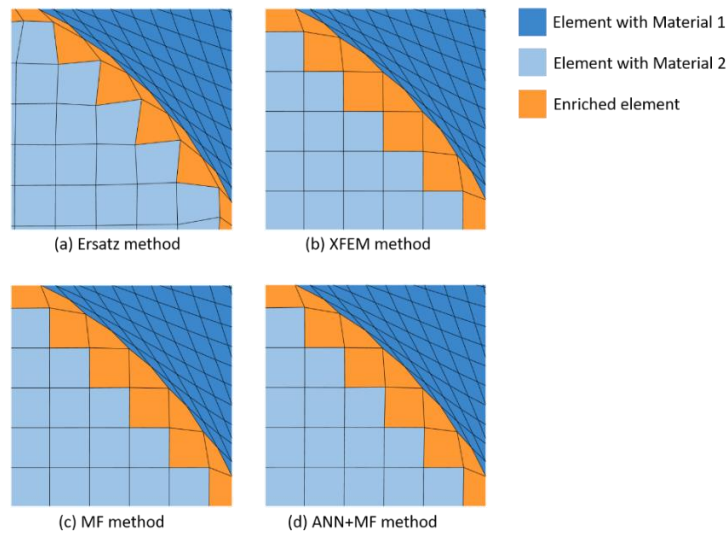 Element with Material 1
Element with Material 2
Enriched element
(a) Ersatz method
(b) XFEM method
(c) MF method
(d) ANN+MF method